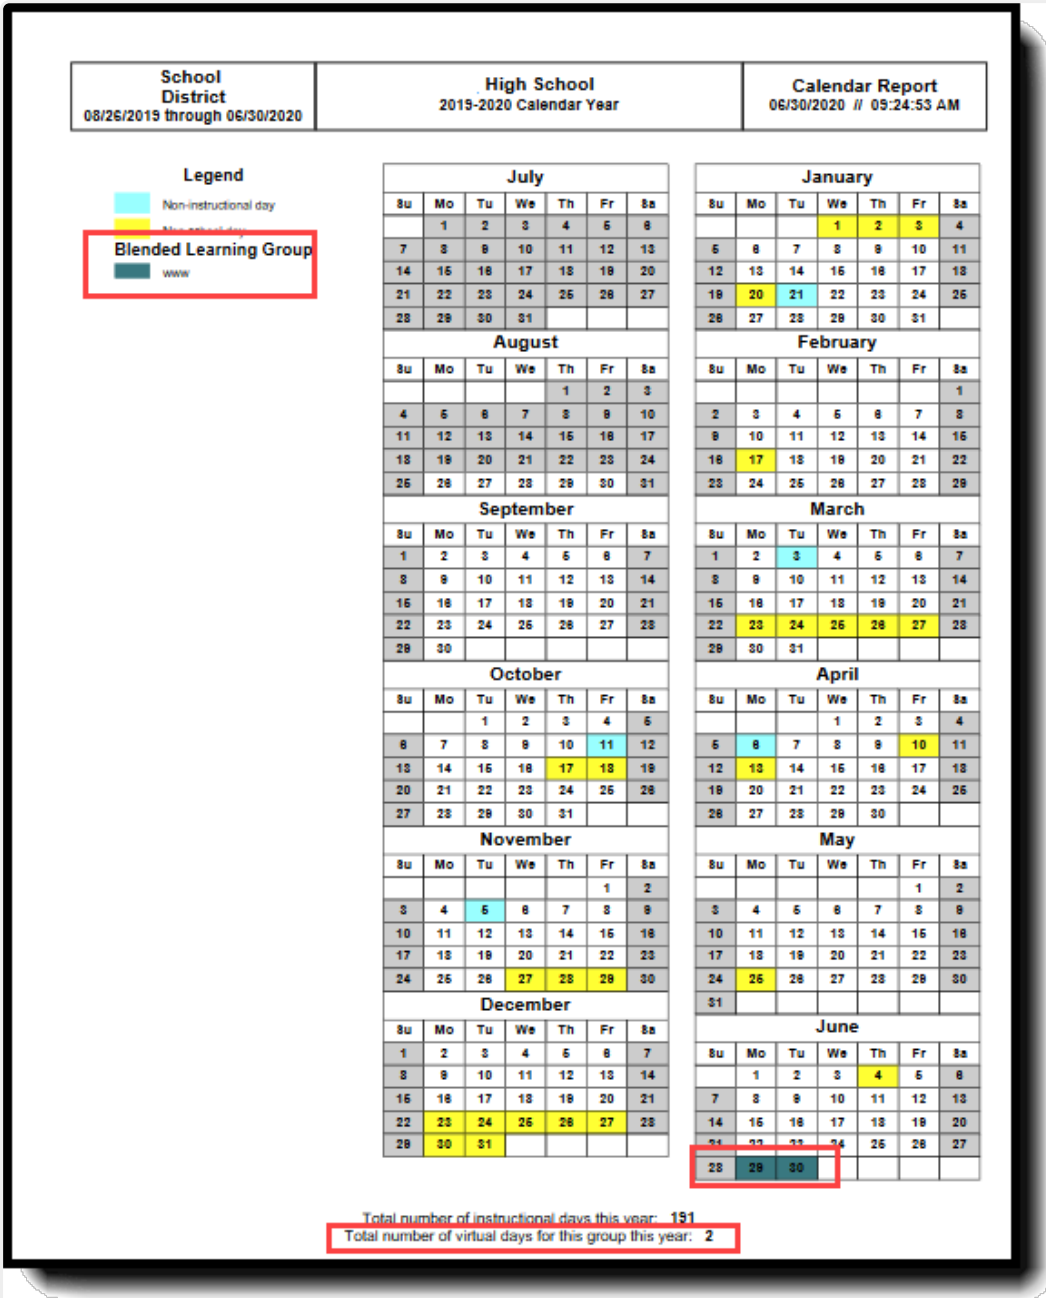 School
District
08/26/2019 through 06/30/2020
High School
2019-2020 Calendar Year
Calendar Report
06/30/2020 // 09:24:53 AM
Legend
Non-instructional day
Non-school day
Blended Learning Group
www
July
Su Mo Tu We Th Fr Sa
1 2 3 4 5 6
7 8 9 10 11 12 13
14 15 16 17 18 19 20
21 22 23 24 25 26 27
28 29 30 31
August
Su Mo Tu We Th Fr Sa
1 2 3
4 5 6 7 8 9 10
11 12 13 14 15 16 17
18 19 20 21 22 23 24
25 26 27 28 29 30 31
September
Su Mo Tu We Th Fr Sa
1 2 3 4 5 6 7
8 9 10 11 12 13 14
15 16 17 18 19 20 21
22 23 24 25 26 27 28
29 30
October
Su Mo Tu We Th Fr Sa
1 2 3 4 5
6 7 8 9 10 11 12
13 14 15 16 17 18 19
20 21 22 23 24 25 26
27 28 29 30 31
November
Su Mo Tu We Th Fr Sa
1 2
3 4 5 6 7 8 9
10 11 12 13 14 15 16
17 18 19 20 21 22 23
24 25 26 27 28 29 30
December
Su Mo Tu We Th Fr Sa
1 2 3 4 5 6 7
8 9 10 11 12 13 14
15 16 17 18 19 20 21
22 23 24 25 26 27 28
29 30 31
January
Su Mo Tu We Th Fr Sa
1 2 3 4
5 6 7 8 9 10 11
12 13 14 15 16 17 18
19 20 21 22 23 24 25
26 27 28 29 30 31
February
Su Mo Tu We Th Fr Sa
1
2 3 4 5 6 7 8
9 10 11 12 13 14 15
16 17 18 19 20 21 22
23 24 25 26 27 28 29
March
Su Mo Tu We Th Fr Sa
1 2 3 4 5 6 7
8 9 10 11 12 13 14
15 16 17 18 19 20 21
22 23 24 25 26 27 28
29 30 31
April
Su Mo Tu We Th Fr Sa
1 2 3 4
5 6 7 8 9 10 11
12 13 14 15 16 17 18
19 20 21 22 23 24 25
26 27 28 29 30
May
Su Mo Tu We Th Fr Sa
1 2
3 4 5 6 7 8 9
10 11 12 13 14 15 16
17 18 19 20 21 22 23
24 25 26 27 28 29 30
31
June
Su Mo Tu We Th Fr Sa
1 2 3 4 5 6
7 8 9 10 11 12 13
14 15 16 17 18 19 20
21 22 23 24 25 26 27
28 29 30
Total number of instructional days this year: 191
Total number of virtual days for this group this year: 2